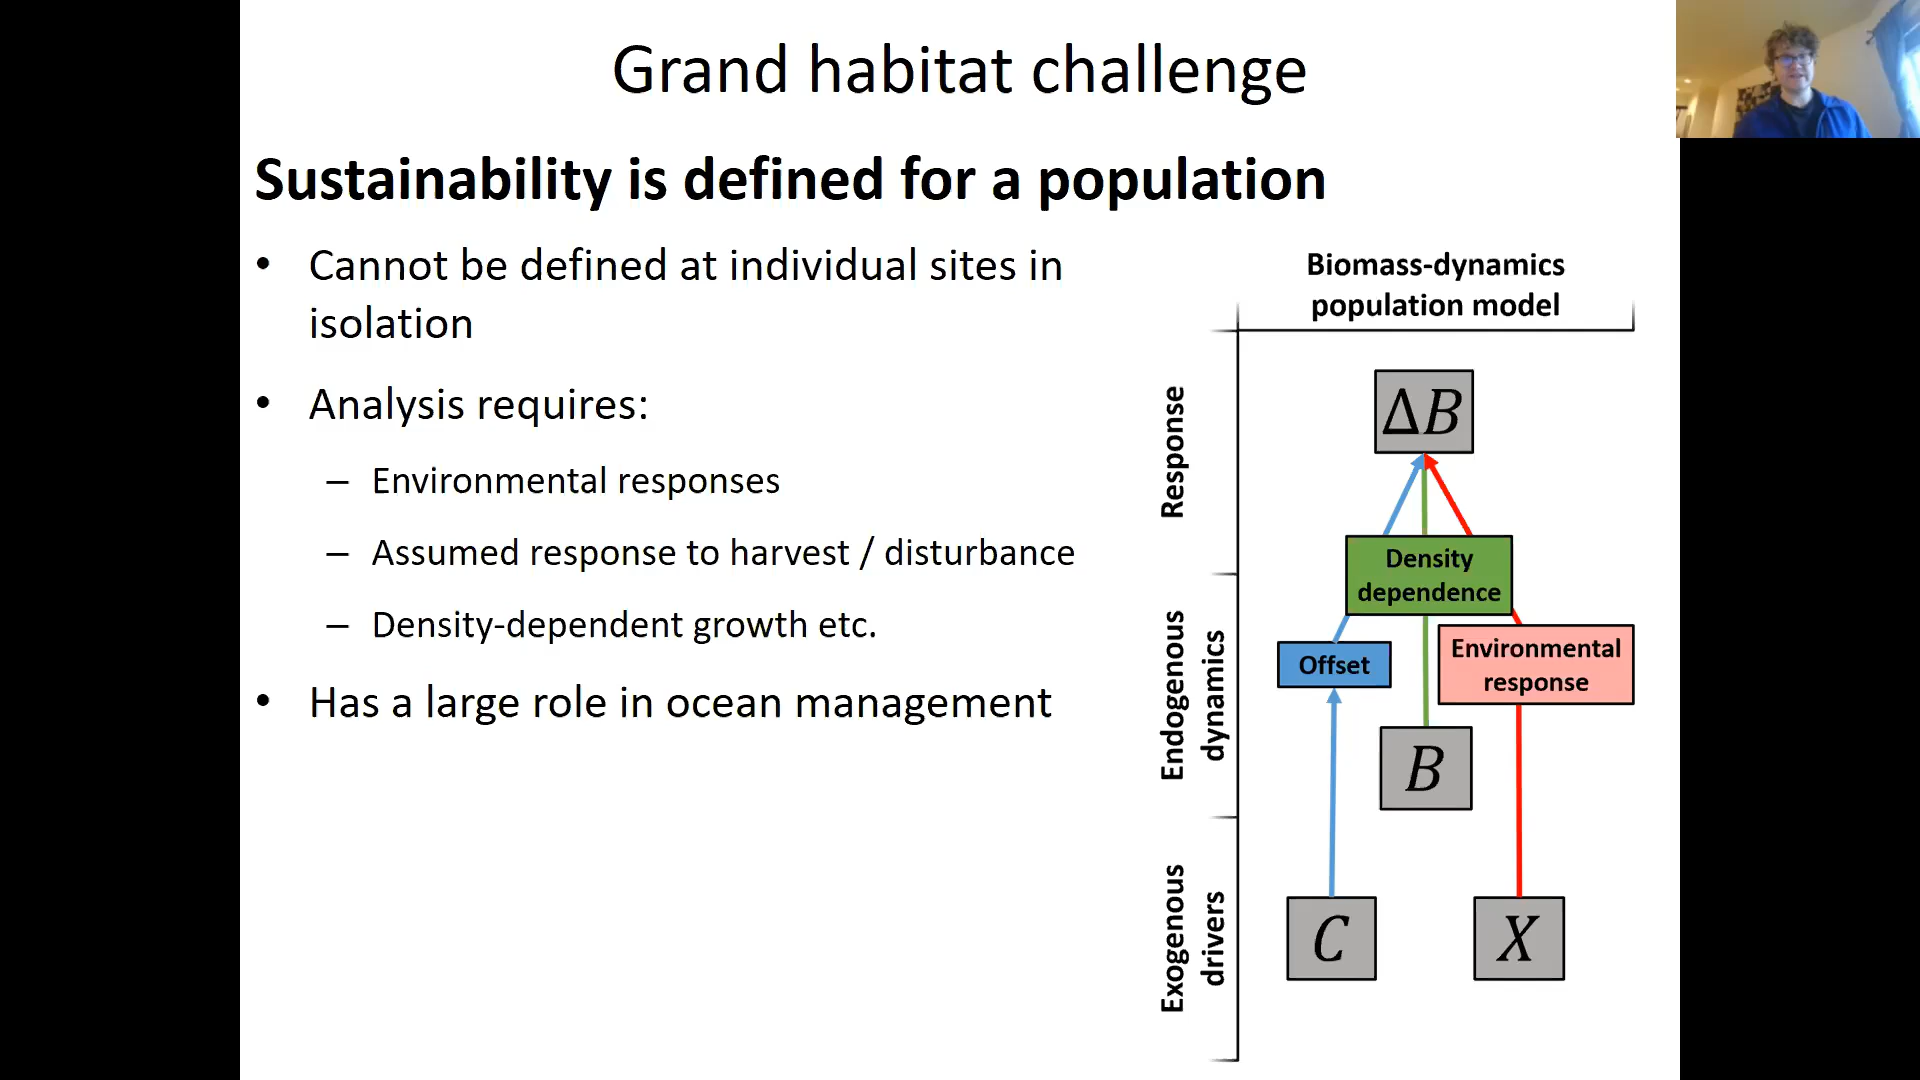 Grand habitat challenge
Sustainability is defined for a population
• Cannot be defined at individual sites in
isolation
• Analysis requires:
– Environmental responses
– Assumed response to harvest / disturbance
– Density-dependent growth etc.
• Has a large role in ocean management
Biomass-dynamics
population model
Response
ΔB
Density
dependence
Endogenous
dynamics
Offset
Environmental
response
B
Exogenous
drivers
C
X